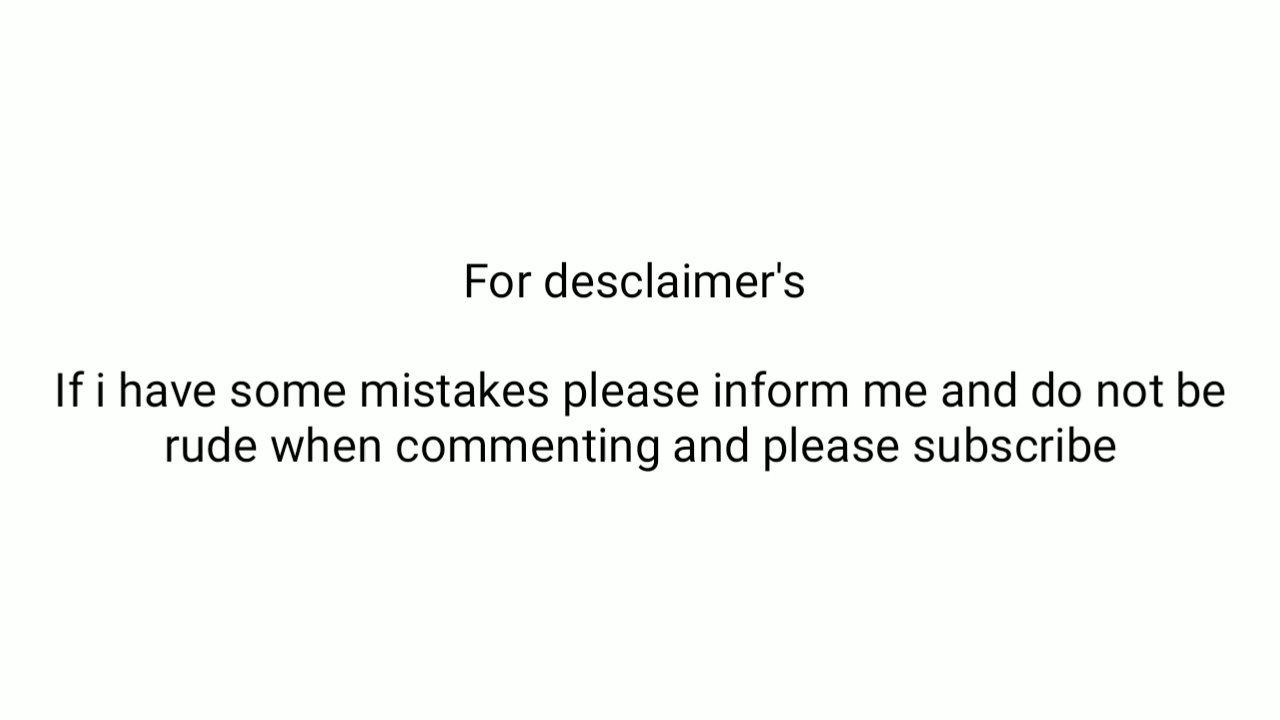 For desclaimer's
If i have some mistakes please inform me and do not be
rude when commenting and please subscribe